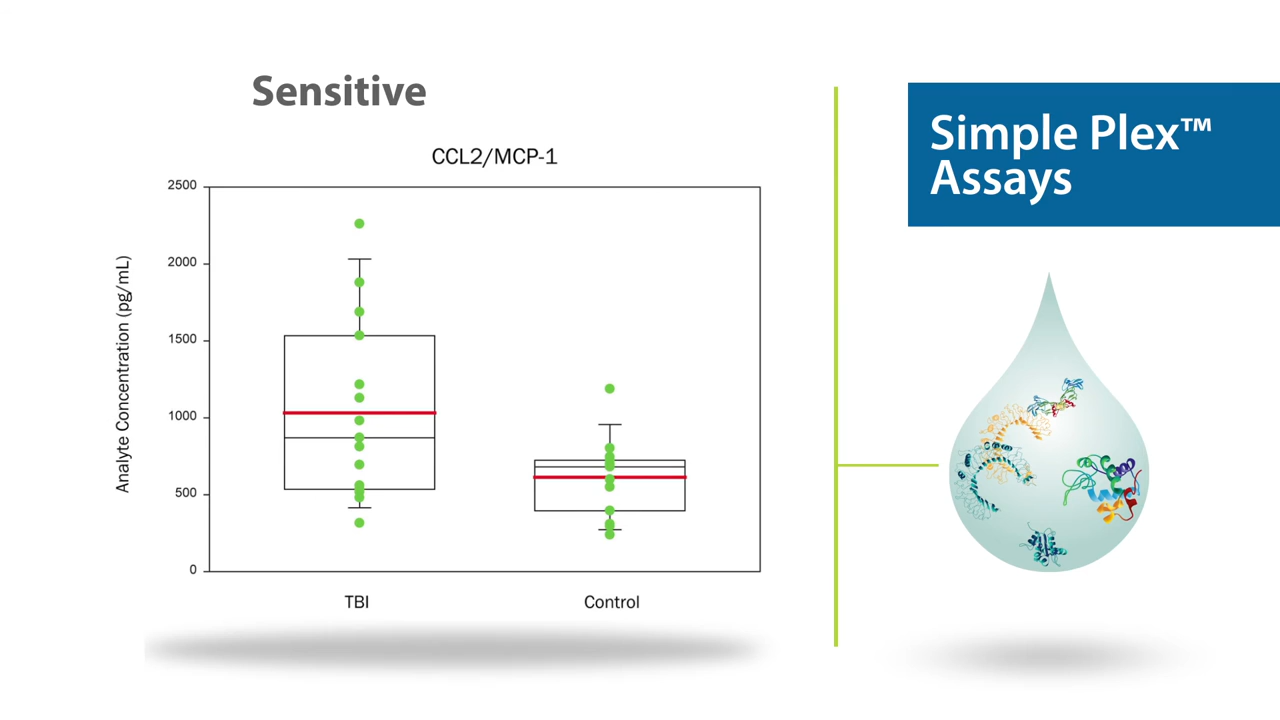 Sensitive
CCL2/MCP-1
Analyte Concentration (pg/mL)
2500
2000
1500
1000
500
0
TBI
Control
Simple Plex™
Assays